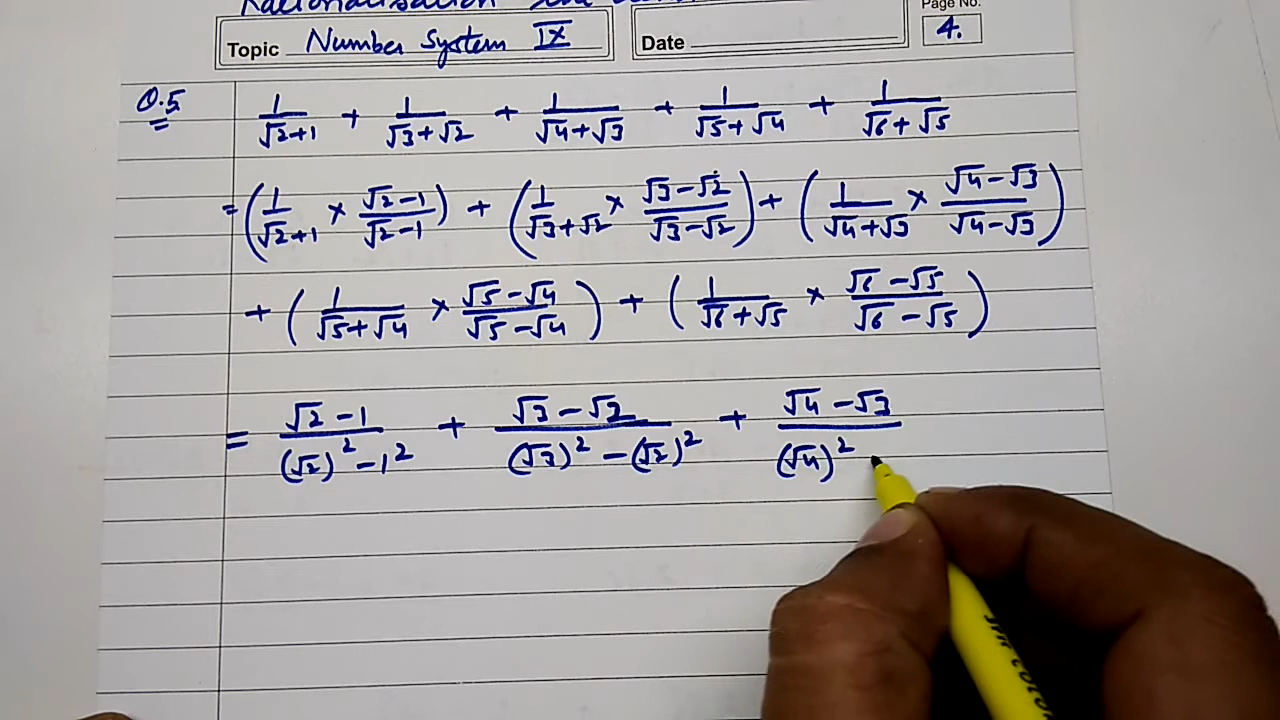 Rationalisation
Page No.
Topic Number System IX Date 4.
Q.5 1/(√2+1) + 1/(√3+√2) + 1/(√4+√3) + 1/(√5+√4) + 1/(√6+√5)
= (1/(√2+1) × (√2-1)/(√2-1)) + (1/(√3+√2) × (√3-√2)/(√3-√2)) + (1/(√4+√3) × (√4-√3)/(√4-√3))
+ (1/(√5+√4) × (√5-√4)/(√5-√4)) + (1/(√6+√5) × (√6-√5)/(√6-√5))
= (√2-1)/((√2)²-1²) + (√3-√2)/((√3)²-(√2)²) + (√4-√3)/((√4)²